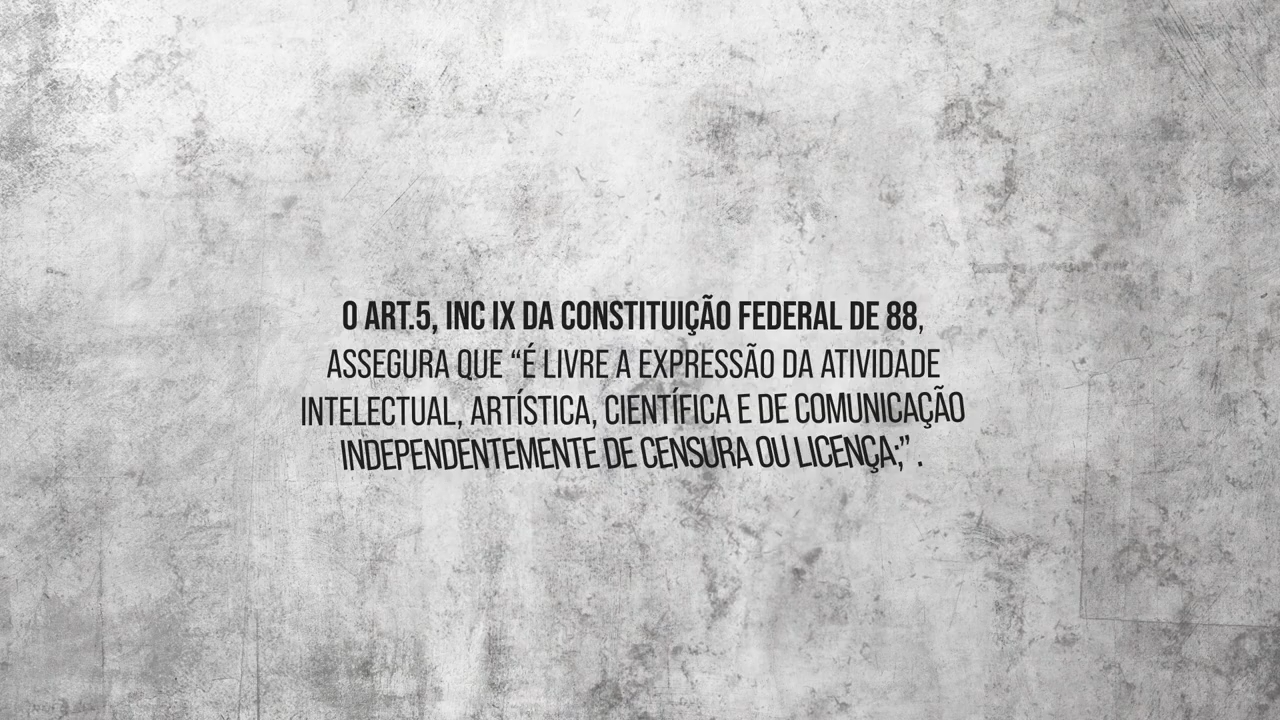 O ART.5, INC IX DA CONSTITUIÇÃO FEDERAL DE 88,
ASSEGURA QUE “É LIVRE A EXPRESSÃO DA ATIVIDADE
INTELECTUAL, ARTÍSTICA, CIENTÍFICA E DE COMUNICAÇÃO
INDEPENDENTEMENTE DE CENSURA OU LICENÇA;” .